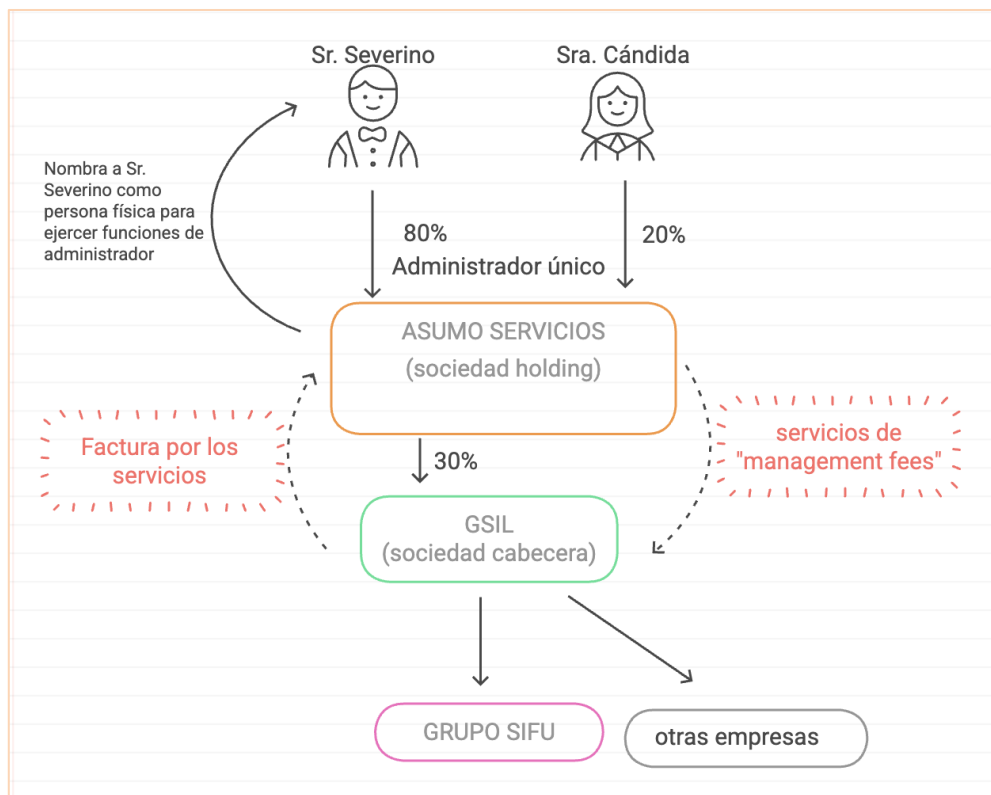 Sr. Severino
Sra. Cándida
Nombra a Sr.
Severino como
persona física para
ejercer funciones de
administrador
80%
Administrador único
20%
ASUMO SERVICIOS
(sociedad holding)
Factura por los
servicios
servicios de
"management fees"
30%
GSIL
(sociedad cabecera)
GRUPO SIFU
otras empresas